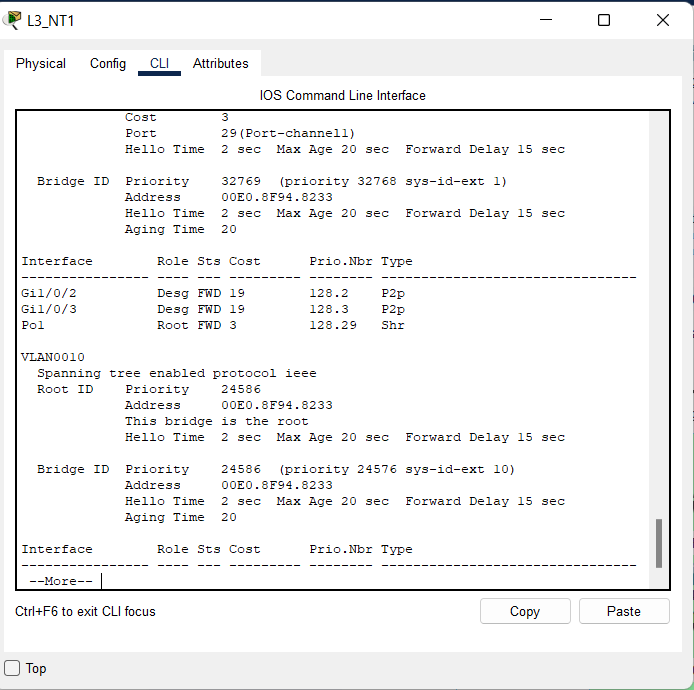 L3_NT1
Physical Config CLI Attributes
IOS Command Line Interface
Cost 3
Port 29(Port-channel1)
Hello Time 2 sec Max Age 20 sec Forward Delay 15 sec
Bridge ID Priority 32769 (priority 32768 sys-id-ext 1)
Address 00E0.8F94.8233
Hello Time 2 sec Max Age 20 sec Forward Delay 15 sec
Aging Time 20
Interface Role Sts Cost Prio.Nbr Type
---------------- ---- --- --------- -------- --------------------------------
Gi1/0/2 Desg FWD 19 128.2 P2p
Gi1/0/3 Desg FWD 19 128.3 P2p
Po1 Root FWD 3 128.29 Shr
VLAN0010
Spanning tree enabled protocol ieee
Root ID Priority 24586
Address 00E0.8F94.8233
This bridge is the root
Hello Time 2 sec Max Age 20 sec Forward Delay 15 sec
Bridge ID Priority 24586 (priority 24576 sys-id-ext 10)
Address 00E0.8F94.8233
Hello Time 2 sec Max Age 20 sec Forward Delay 15 sec
Aging Time 20
Interface Role Sts Cost Prio.Nbr Type
---------------- ---- --- --------- -------- --------------------------------
--More--
Ctrl+F6 to exit CLI focus
Copy Paste
Top